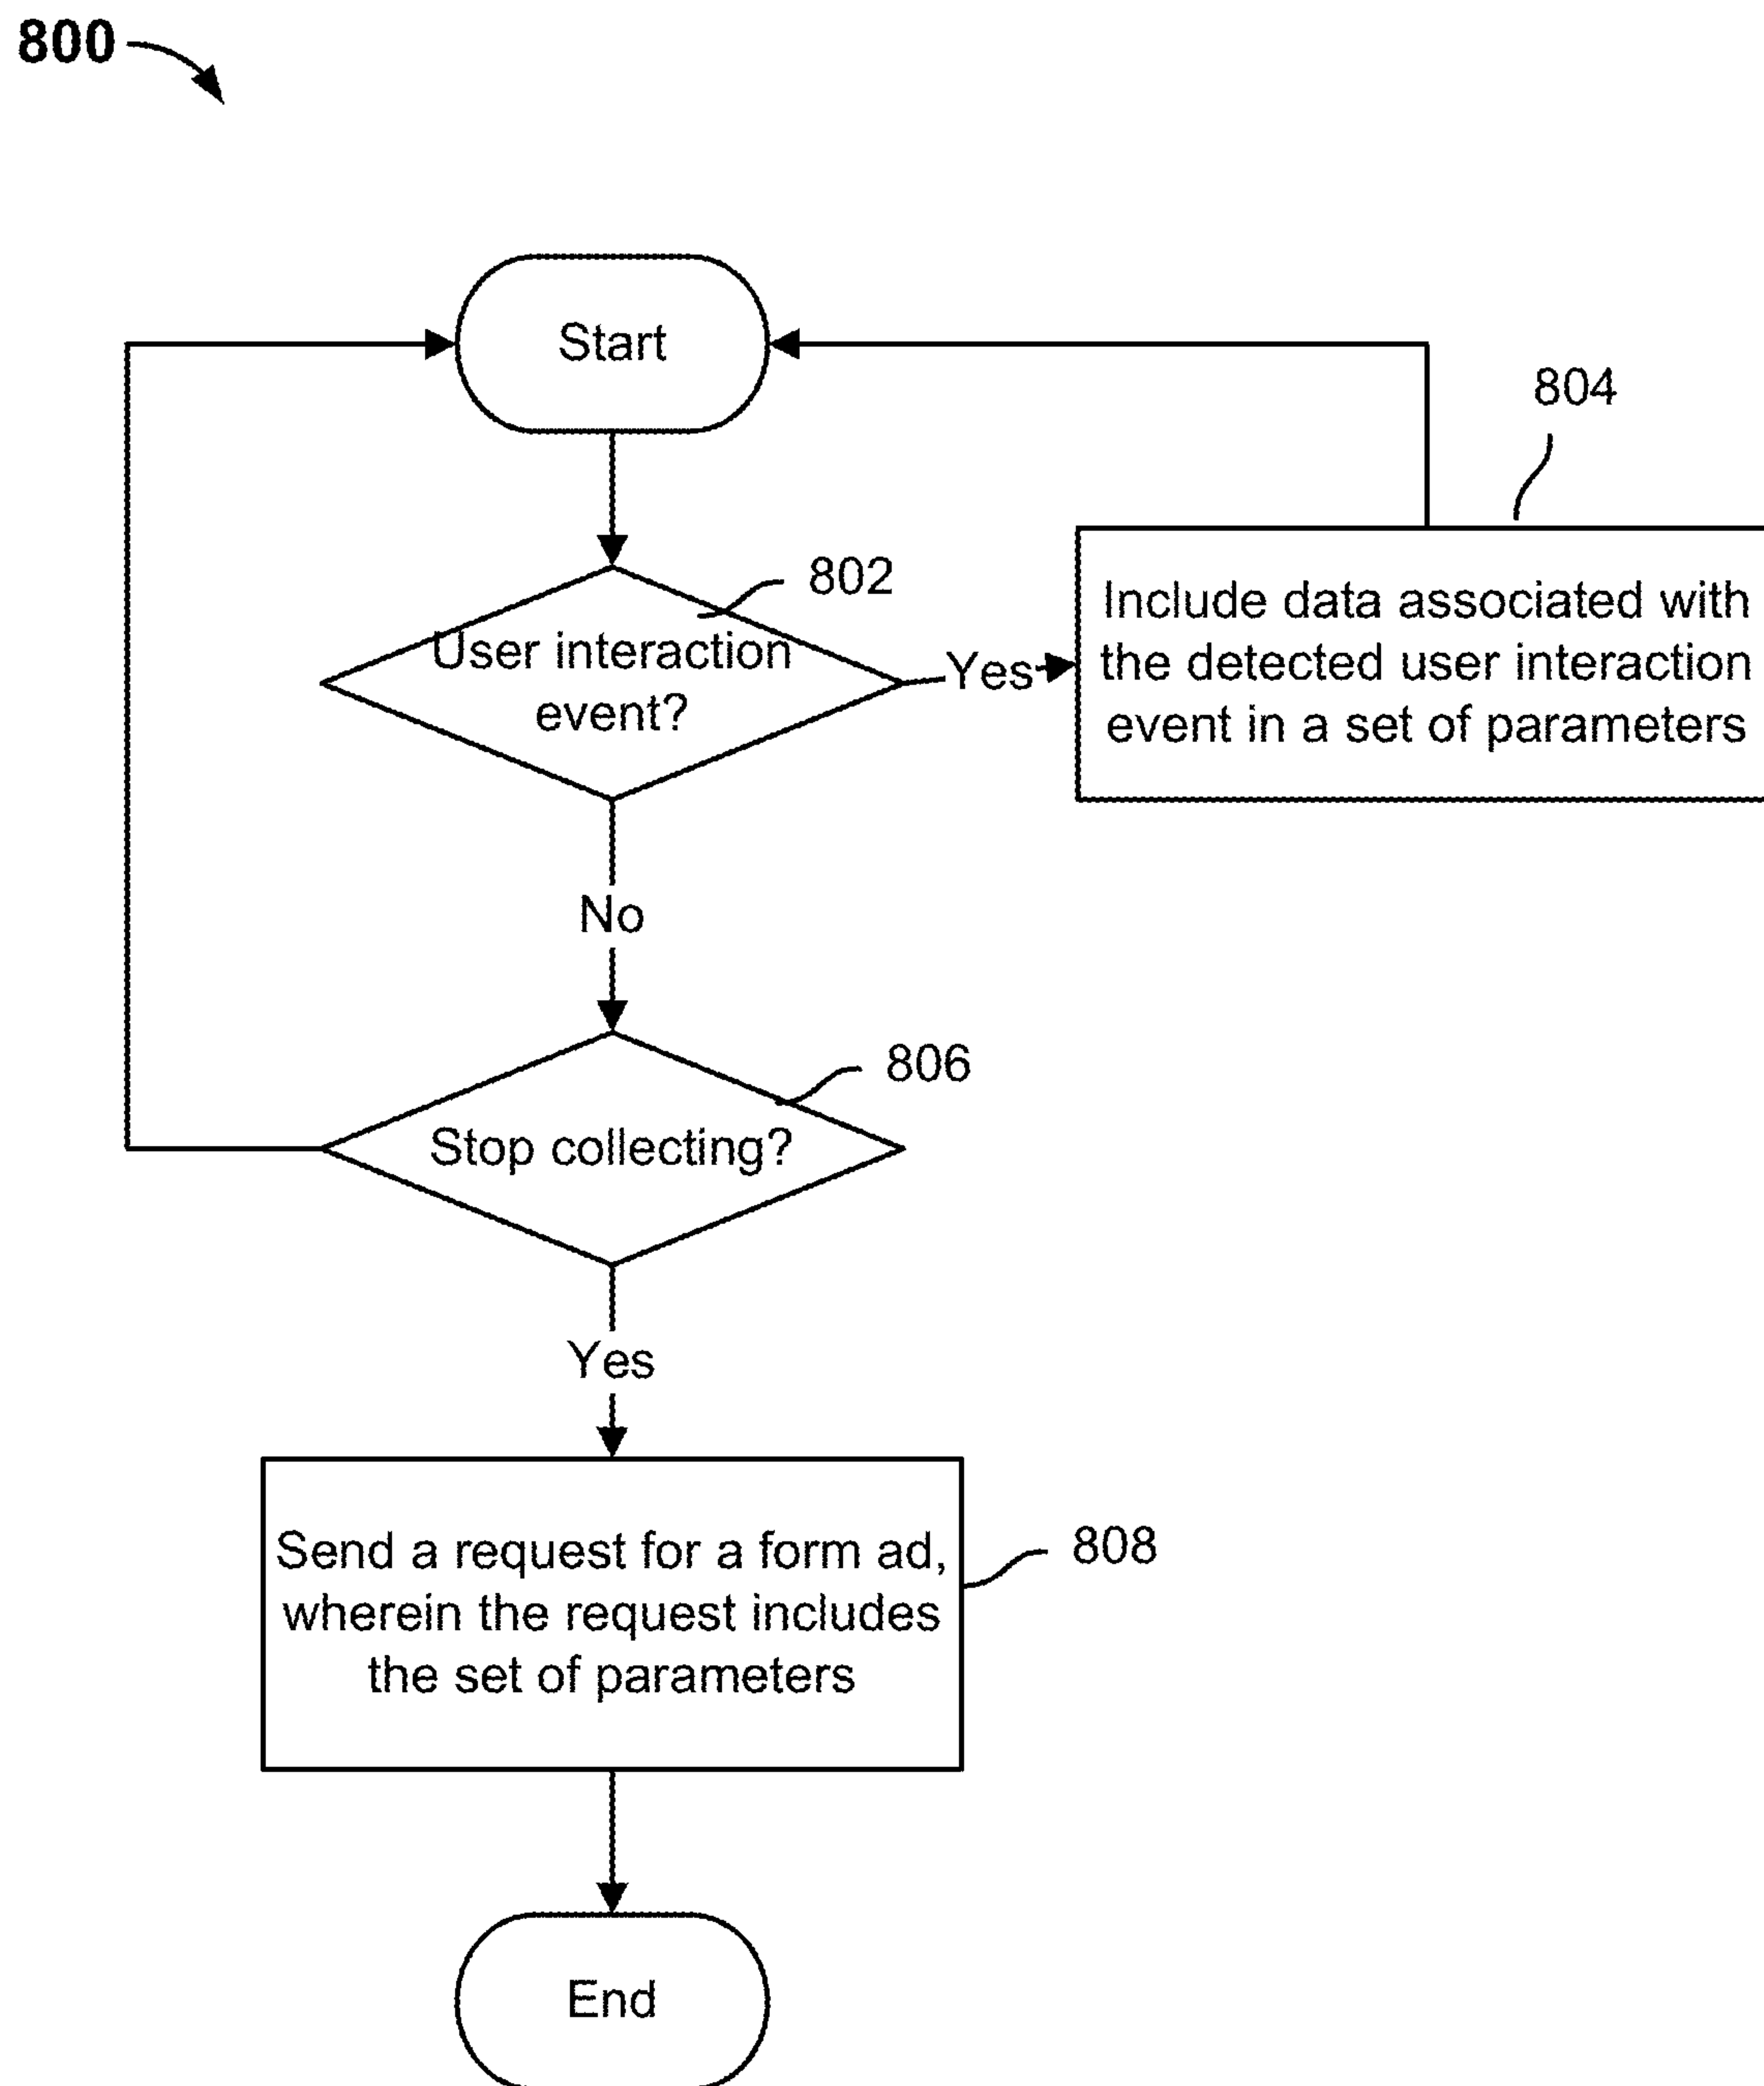 800
Start
804
802
User interaction
event?
Yes
Include data associated with
the detected user interaction
event in a set of parameters
No
806
Stop collecting?
Yes
Send a request for a form ad,
wherein the request includes
the set of parameters
808
End